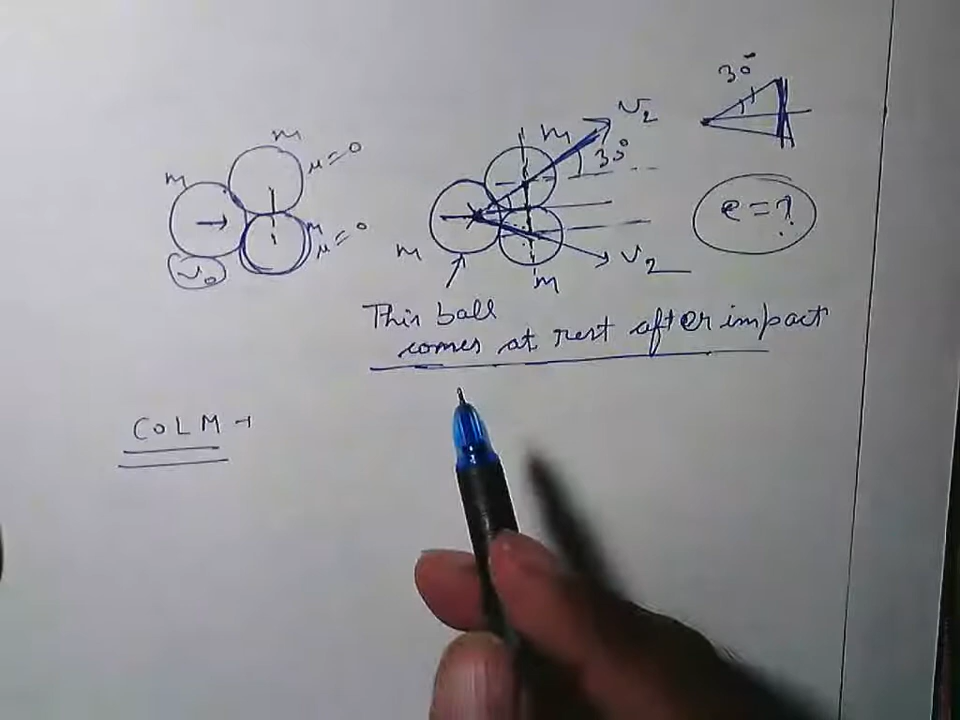 m
m
μ=0
m
μ=0
v₀
m
v₂
30°
m
v₂
m
30°
e=?
This ball
comes at rest after impact
COLM →